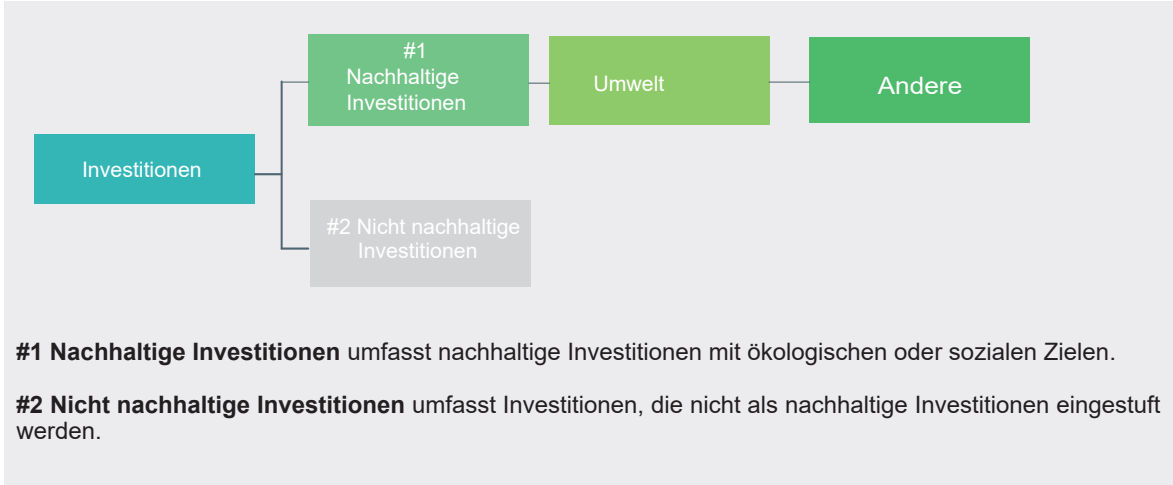 #1
Nachhaltige
Investitionen
Umwelt
Andere
Investitionen
#2 Nicht nachhaltige
Investitionen
#1 Nachhaltige Investitionen umfasst nachhaltige Investitionen mit ökologischen oder sozialen Zielen.
#2 Nicht nachhaltige Investitionen umfasst Investitionen, die nicht als nachhaltige Investitionen eingestuft
werden.